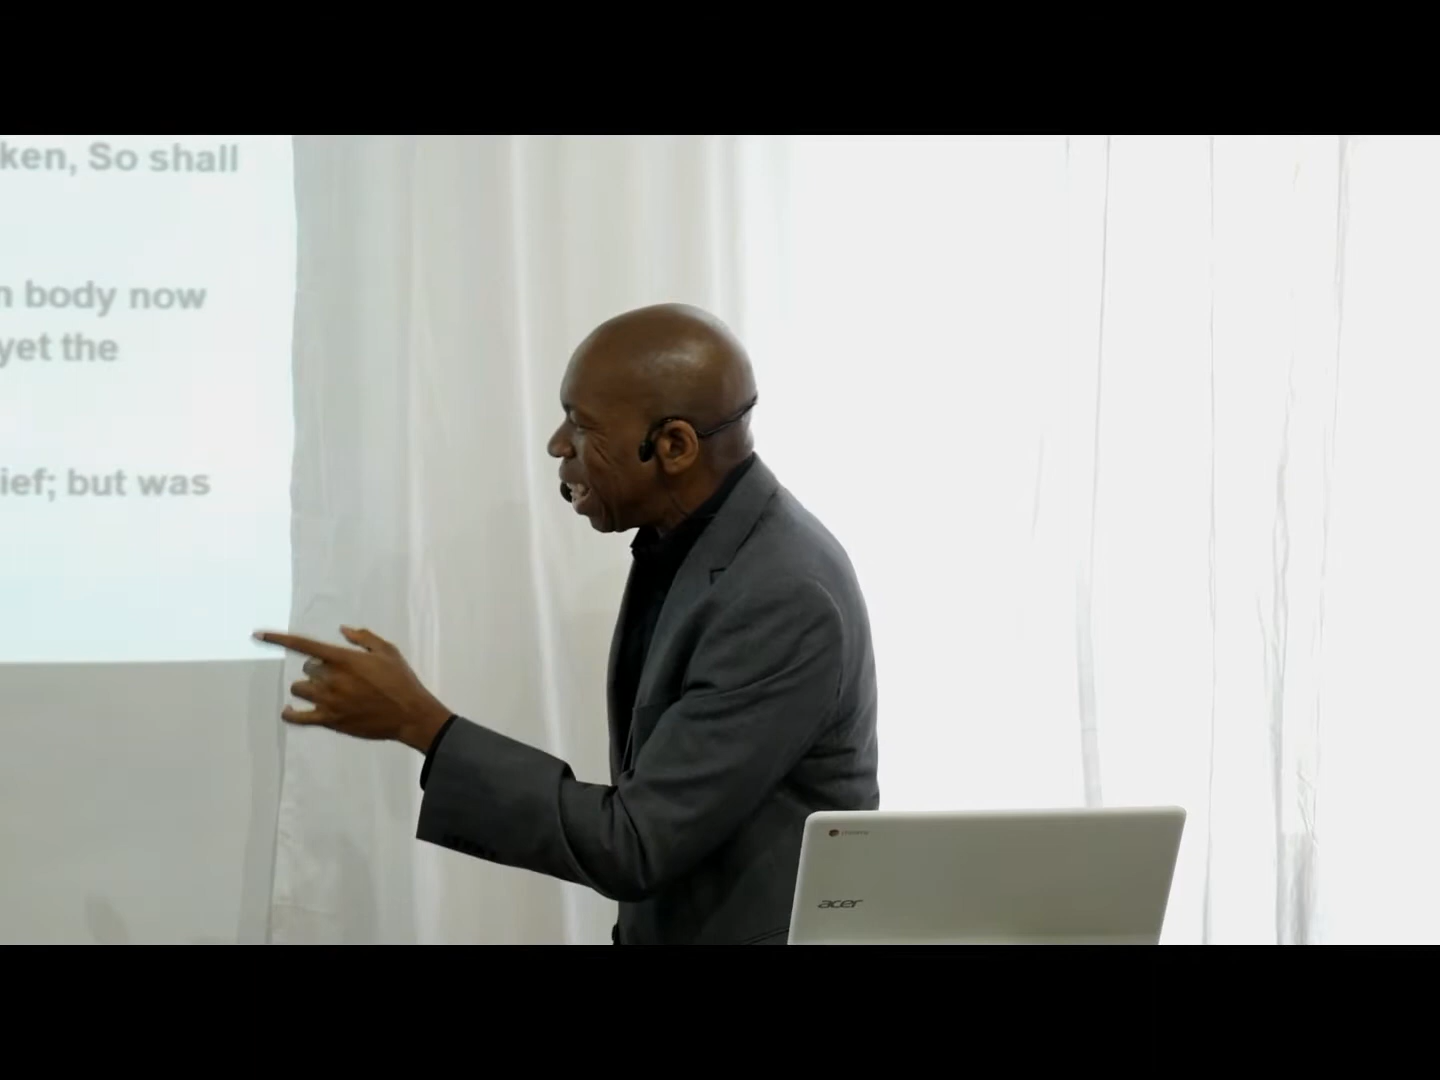 ken, So shall
n body now
yet the
ief; but was
acer